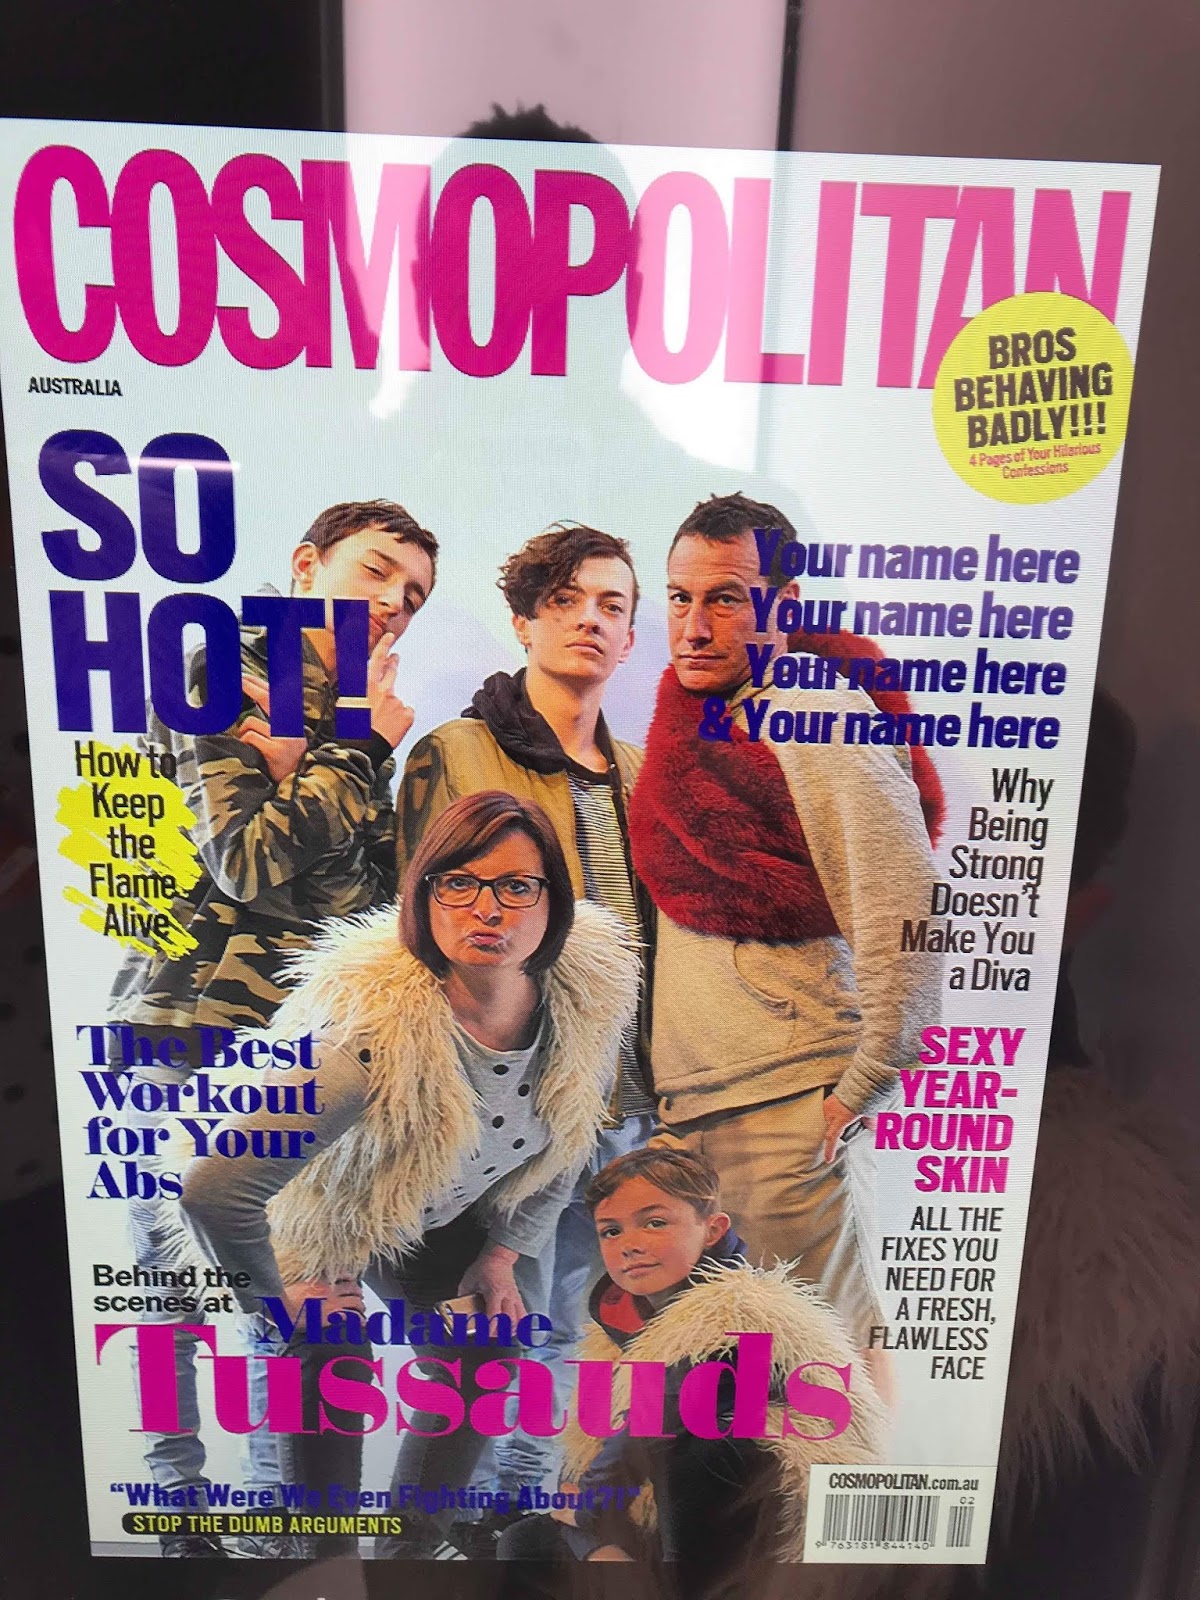 COSMOPOLITAN
AUSTRALIA
BROS
BEHAVING
BADLY!!!
4 Pages of Your Hilarious
Confessions
SO
HOT!
How to
Keep
the
Flame
Alive
Your name here
Your name here
Your name here
& Your name here
Why
Being
Strong
Doesn't
Make You
a Diva
The Best
Workout
for Your
Abs
SEXY
YEAR-
ROUND
SKIN
ALL THE
FIXES YOU
NEED FOR
A FRESH,
FLAWLESS
FACE
Behind the
scenes at
Madame
Tussauds
"What Were We Even Fighting About?!"
STOP THE DUMB ARGUMENTS
COSMOPOLITAN.com.au
02
9 763181 844140